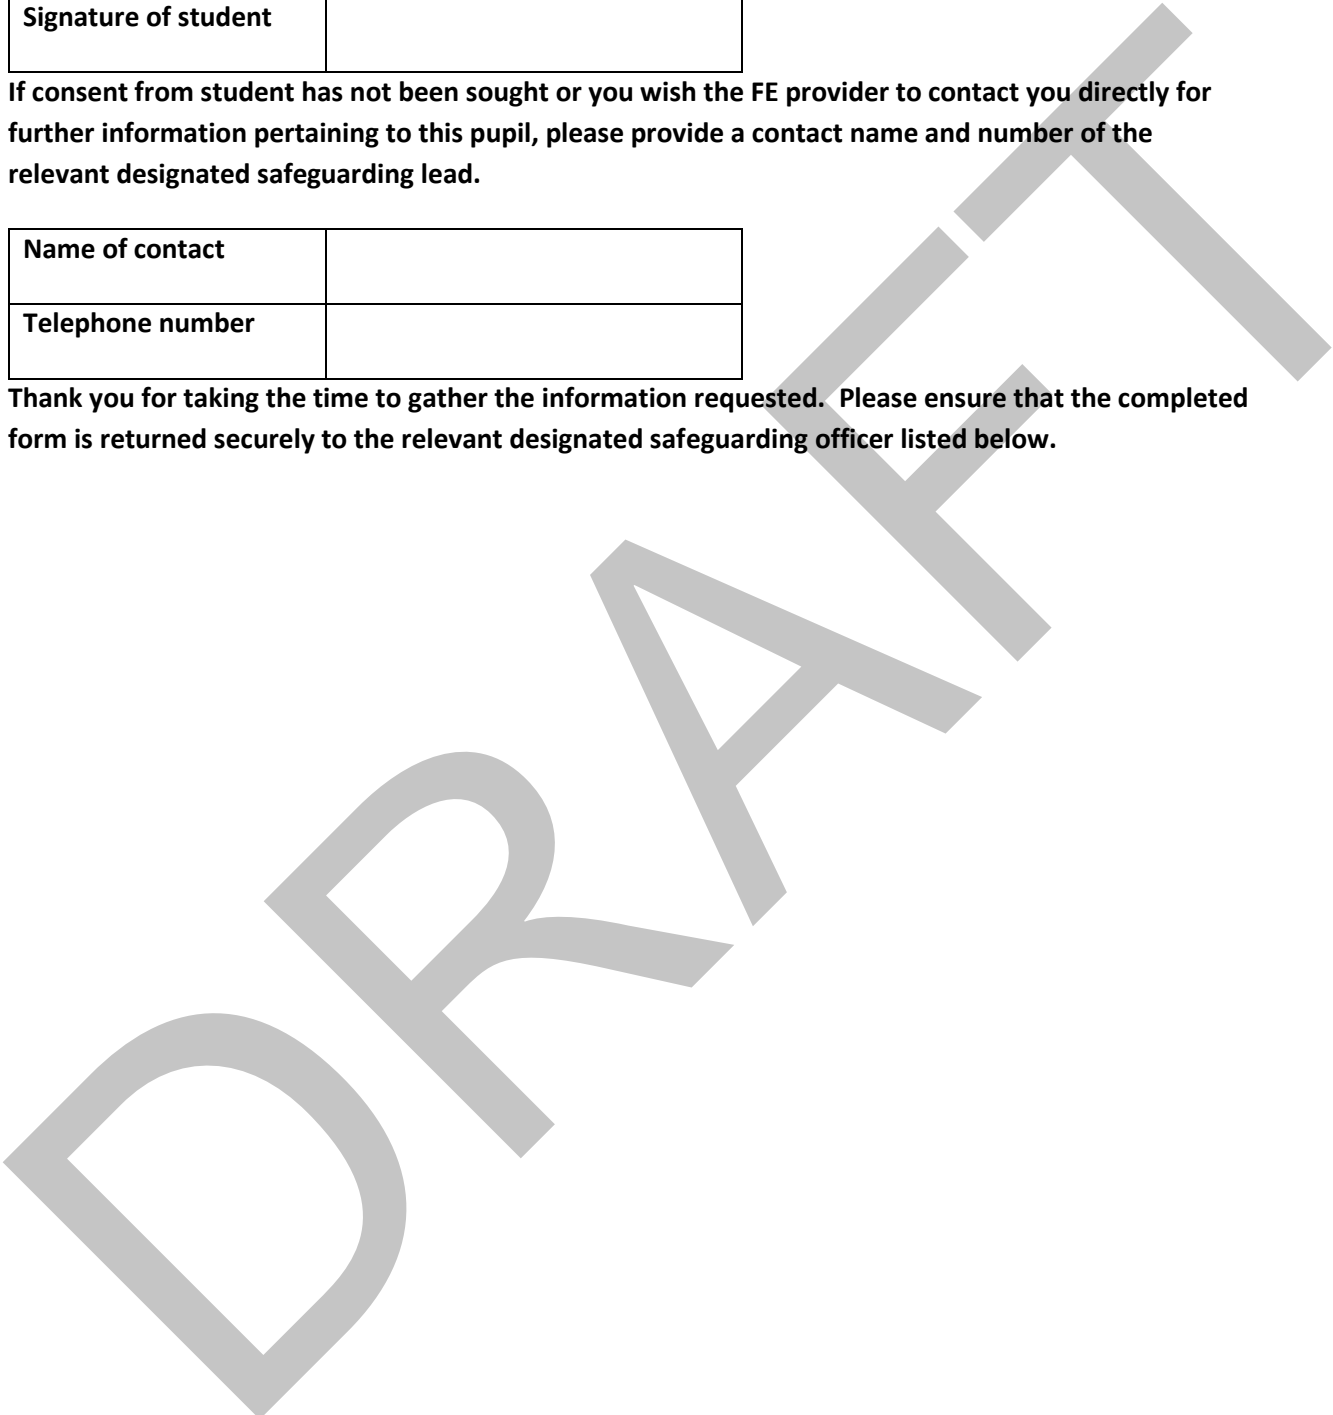 Signature of student
If consent from student has not been sought or you wish the FE provider to contact you directly for
further information pertaining to this pupil, please provide a contact name and number of the
relevant designated safeguarding lead.
Name of contact
Telephone number
Thank you for taking the time to gather the information requested.  Please ensure that the completed
form is returned securely to the relevant designated safeguarding officer listed below.
DRAFT